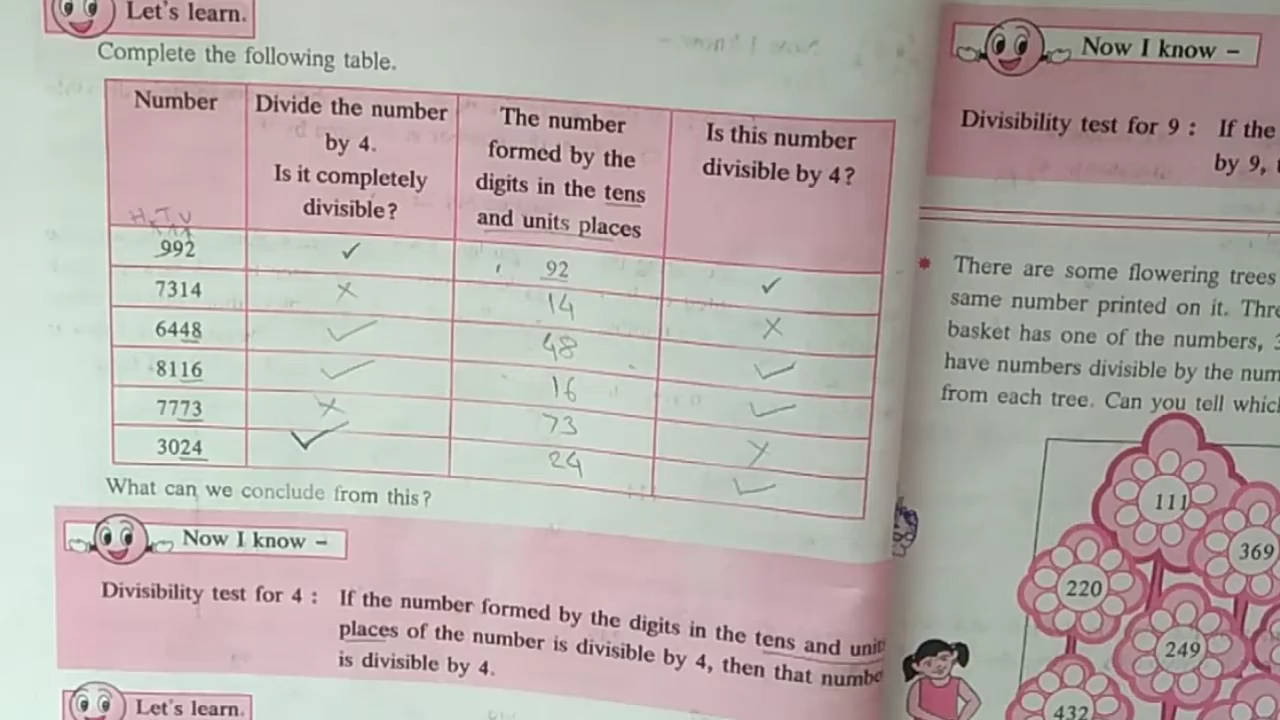 Let's learn.
Complete the following table.
Number
Divide the number
by 4.
Is it completely
divisible?
The number
formed by the
digits in the tens
and units places
Is this number
divisible by 4?
H T U
992 ✓ 92 ✓
7314 × 14 ×
6448 ✓ 48 ✓
8116 ✓ 16 ✓
7773 × 73 ×
3024 ✓ 24 ✓
What can we conclude from this?
Now I know –
Divisibility test for 4 : If the number formed by the digits in the tens and unit
places of the number is divisible by 4, then that numbe
is divisible by 4.
Let's learn.
Now I know –
Divisibility test for 9 : If the
by 9,
There are some flowering trees
same number printed on it. Thre
basket has one of the numbers, 3
have numbers divisible by the num
from each tree. Can you tell which
111
369
220
249
432